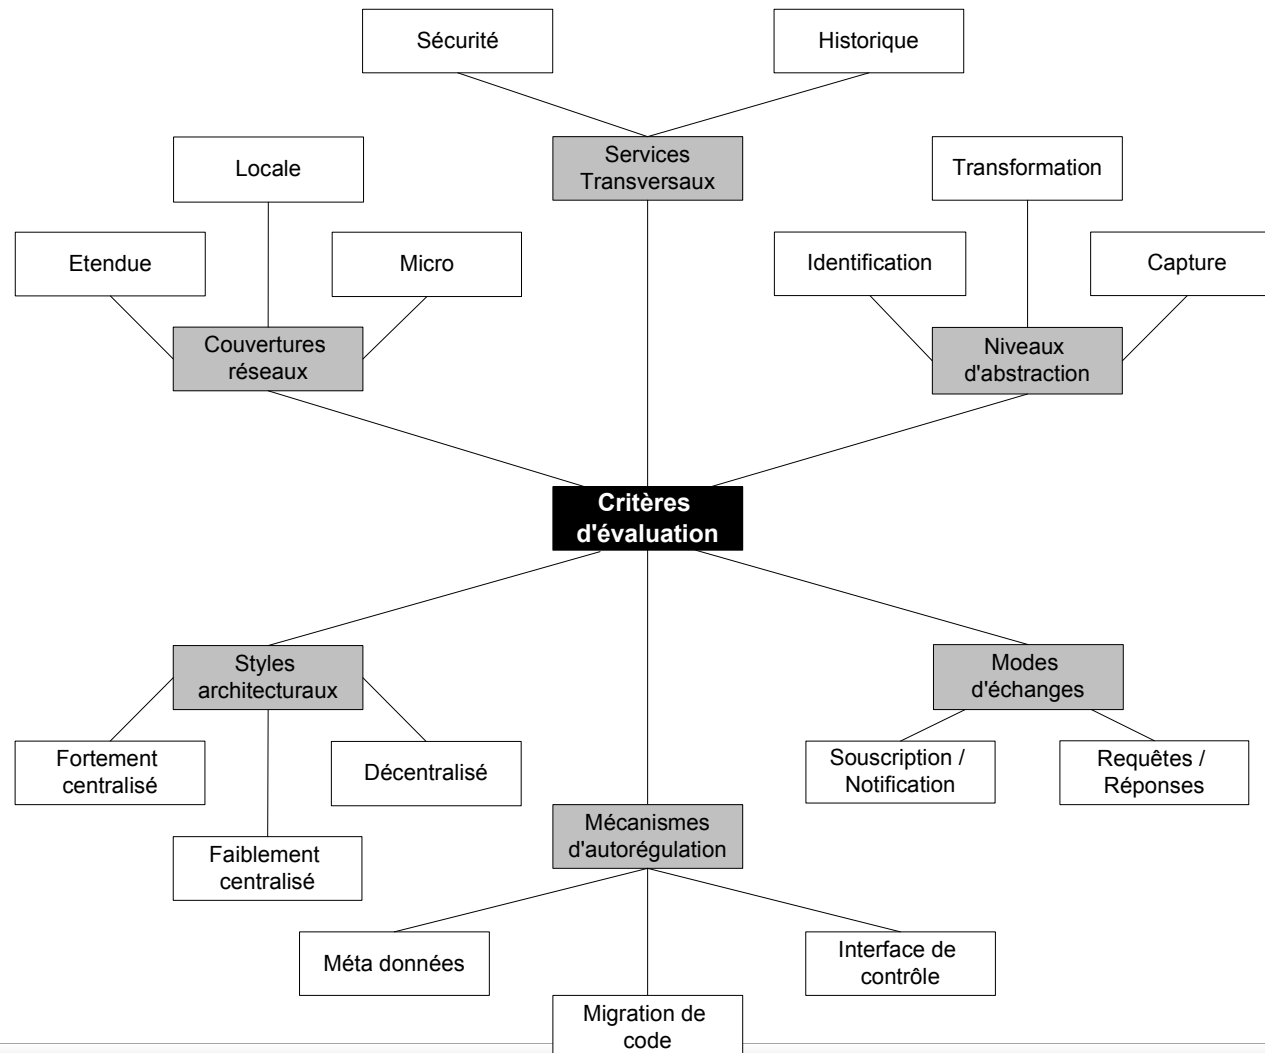 Sécurité
Historique
Services
Transversaux
Locale
Transformation
Etendue
Micro
Identification
Capture
Couvertures
réseaux
Niveaux
d'abstraction
Critères
d'évaluation
Styles
architecturaux
Modes
d'échanges
Fortement
centralisé
Décentralisé
Souscription /
Notification
Requêtes /
Réponses
Faiblement
centralisé
Mécanismes
d'autorégulation
Méta données
Interface de
contrôle
Migration de
code